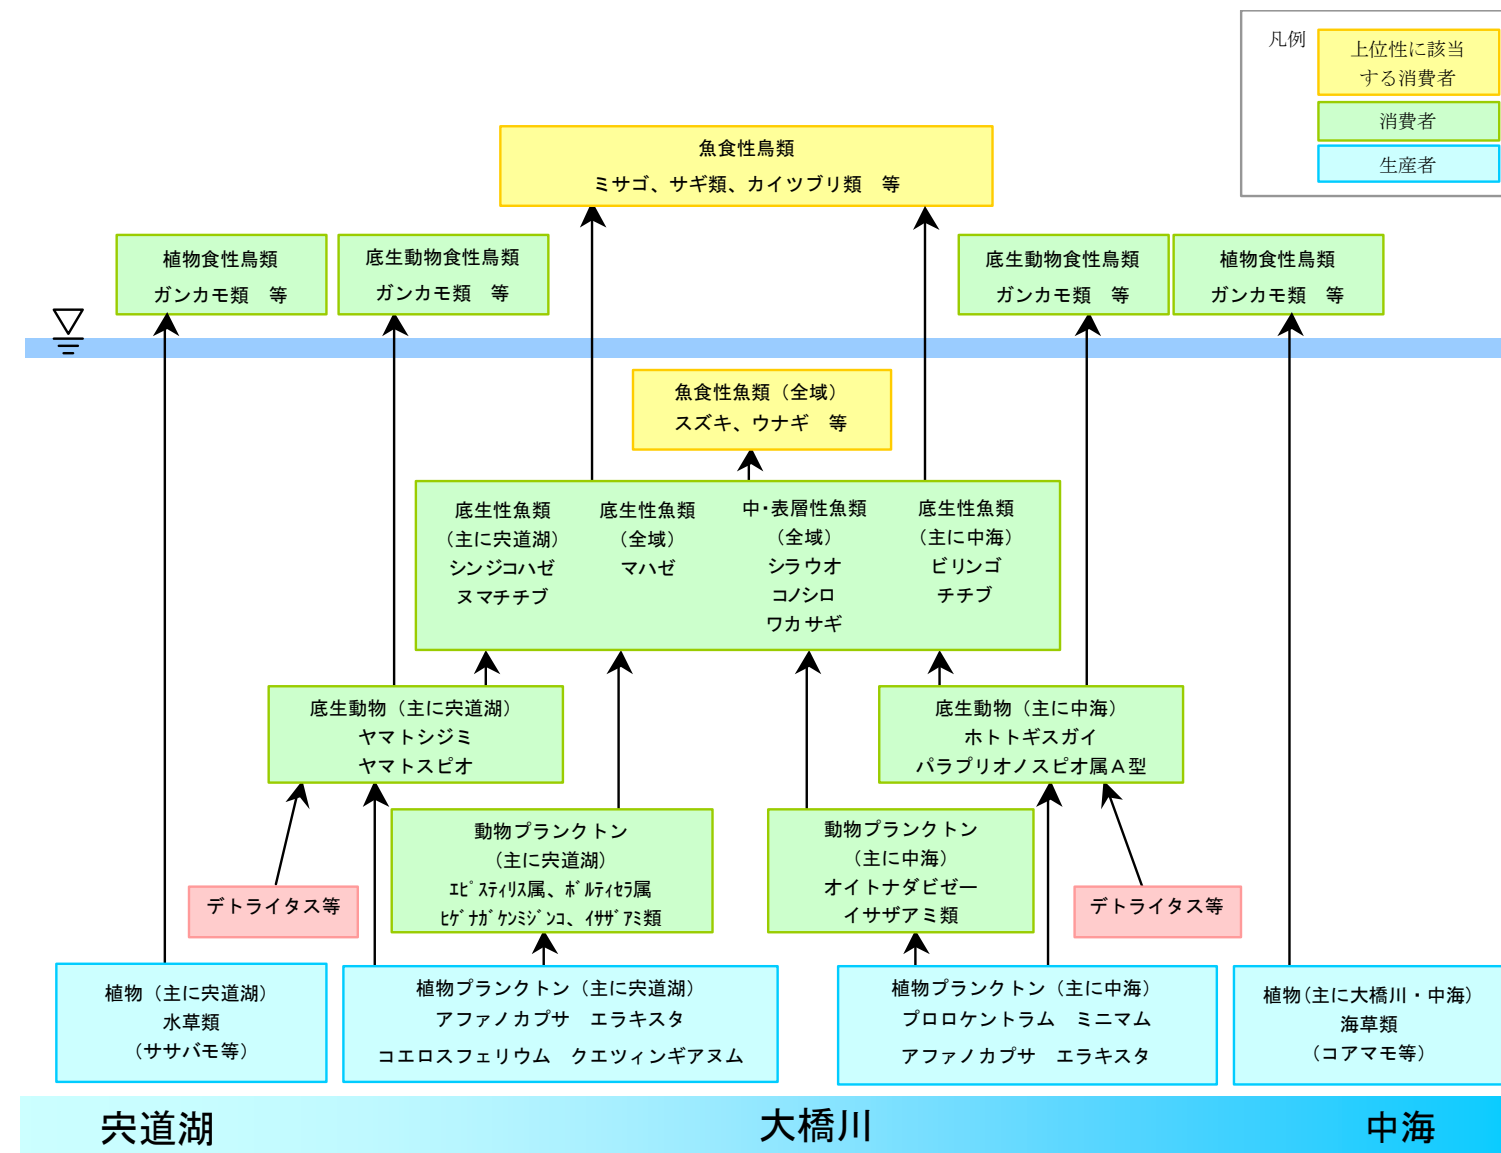 凡例
上位性に該当
する消費者
消費者
生産者
魚食性鳥類
ミサゴ、サギ類、カイツブリ類　等
植物食性鳥類
ガンカモ類　等
底生動物食性鳥類
ガンカモ類　等
底生動物食性鳥類
ガンカモ類　等
植物食性鳥類
ガンカモ類　等
魚食性魚類（全域）
スズキ、ウナギ　等
底生性魚類
（主に宍道湖）
シンジコハゼ
ヌマチチブ
底生性魚類
（全域）
マハゼ
中・表層性魚類
（全域）
シラウオ
コノシロ
ワカサギ
底生性魚類
（主に中海）
ビリンゴ
チチブ
底生動物（主に宍道湖）
ヤマトシジミ
ヤマトスピオ
底生動物（主に中海）
ホトトギスガイ
パラプリオノスピオ属Ａ型
動物プランクトン
（主に宍道湖）
ｴﾋﾟｽﾃｨﾘｽ属、ﾎﾞﾙﾃｨｾﾗ属
ﾋｹﾞﾅｶﾞｹﾝﾐｼﾞﾝｺ、ｲｻｻﾞｱﾐ類
動物プランクトン
（主に中海）
オイトナダビゼー
イサザアミ類
デトライタス等
デトライタス等
植物（主に宍道湖）
水草類
（ササバモ等）
植物プランクトン（主に宍道湖）
アファノカプサ　エラキスタ
コエロスフェリウム　クエツィンギアヌム
植物プランクトン（主に中海）
プロロケントラム　ミニマム
アファノカプサ　エラキスタ
植物（主に大橋川・中海）
海草類
（コアマモ等）
宍道湖
大橋川
中海